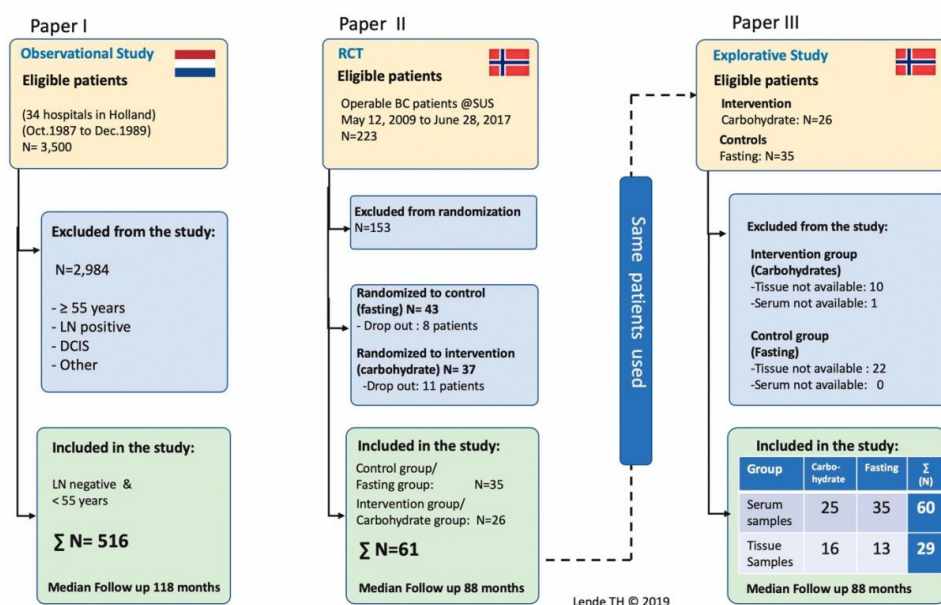 Paper I
Observational Study
Eligible patients
(34 hospitals in Holland)
(Oct.1987 to Dec.1989)
N= 3,500
Excluded from the study:
N=2,984
- ≥ 55 years
- LN positive
- DCIS
- Other
Included in the study:
LN negative &
< 55 years
∑ N= 516
Median Follow up 118 months
Paper II
RCT
Eligible patients
Operable BC patients @SUS
May 12, 2009 to June 28, 2017
N=223
Excluded from randomization
N=153
Randomized to control
(fasting) N= 43
- Drop out : 8 patients
Randomized to intervention
(carbohydrate) N= 37
-Drop out: 11 patients
Included in the study:
Control group/
Fasting group: N=35
Intervention group/
Carbohydrate group: N=26
∑ N=61
Median Follow up 88 months
Same patients used
Paper III
Explorative Study
Eligible patients
Intervention
Carbohydrate: N=26
Controls
Fasting: N=35
Excluded from the study:
Intervention group
(Carbohydrates)
-Tissue not available: 10
-Serum not available: 1
Control group
(Fasting)
-Tissue not available : 22
-Serum not available: 0
Included in the study:
Group Carbo- Fasting ∑
hydrate (N)
Serum 25 35 60
samples
Tissue 16 13 29
Samples
Median Follow up 88 months
Lende TH © 2019